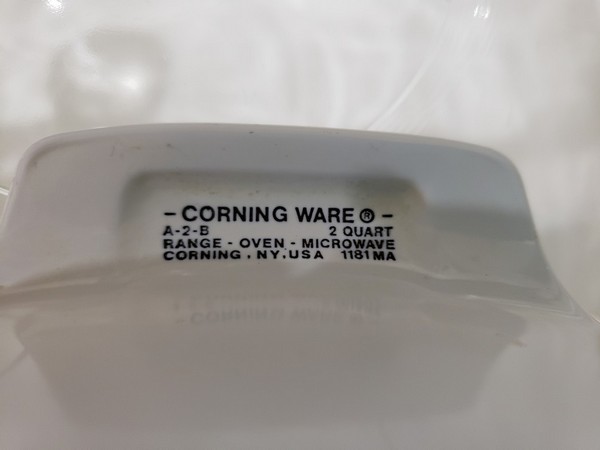 - CORNING WARE ® -
A-2-B 2 QUART
RANGE - OVEN - MICROWAVE
CORNING , NY. USA 1181 MA